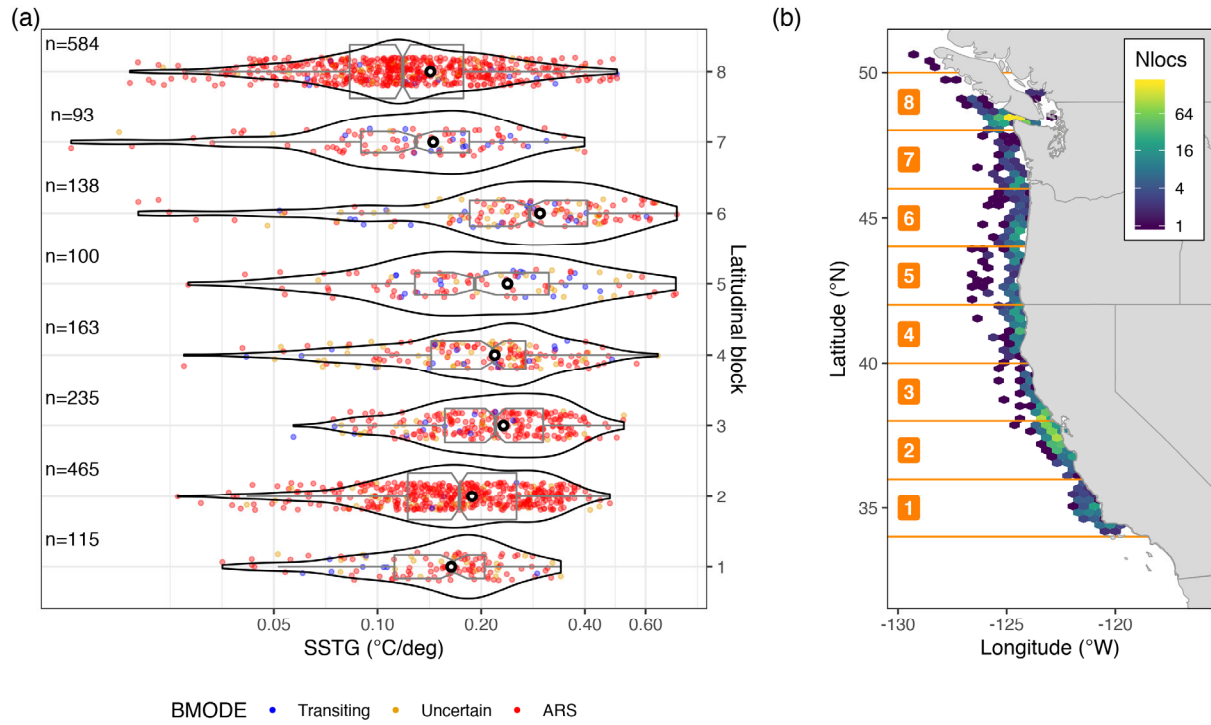 (a)
n=584
n=93
n=138
n=100
n=163
n=235
n=465
n=115
8
7
6
5
4
3
2
1
Latitudinal block
0.05 0.10 0.20 0.40 0.60
SSTG (°C/deg)
BMODE Transiting Uncertain ARS
(b)
Nlocs
64
16
4
1
50
45
40
35
Latitude (°N)
8
7
6
5
4
3
2
1
-130 -125 -120
Longitude (°W)